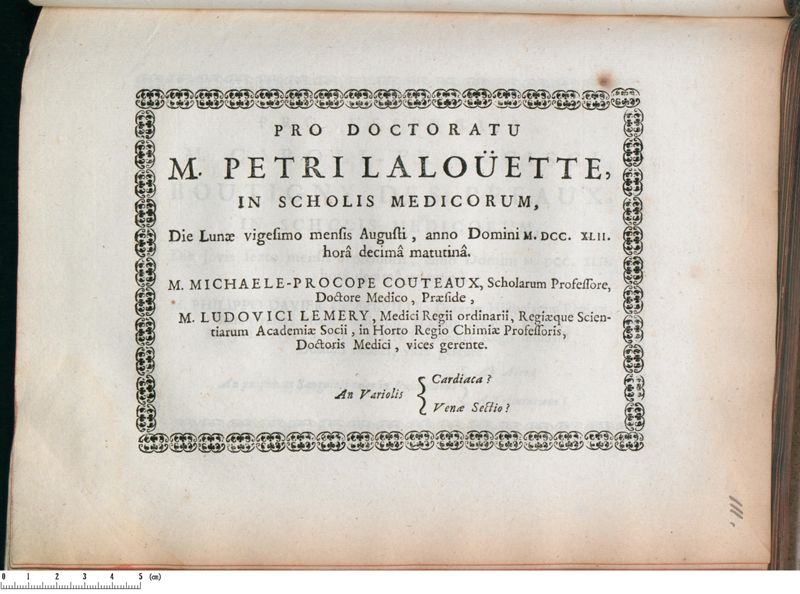 PRO DOCTORATU
M. PETRI LALOÜETTE,
IN SCHOLIS MEDICORUM,
Die Lunæ vigesimo mensis Augusti, anno Domini M. DCC. XLII.
horâ decimâ matutinâ.
M. MICHAELE-PROCOPE COUTEAUX, Scholarum Professore,
Doctore Medico, Præside,
M. LUDOVICI LEMERY, Medici Regii ordinarii, Regiæque Scien-
tiarum Academiæ Socii, in Horto Regio Chimiæ Professoris,
Doctoris Medici, vices gerente.
Cardiaca?
An Variolis
Venæ Sectio?
0 1 2 3 4 5 (cm)